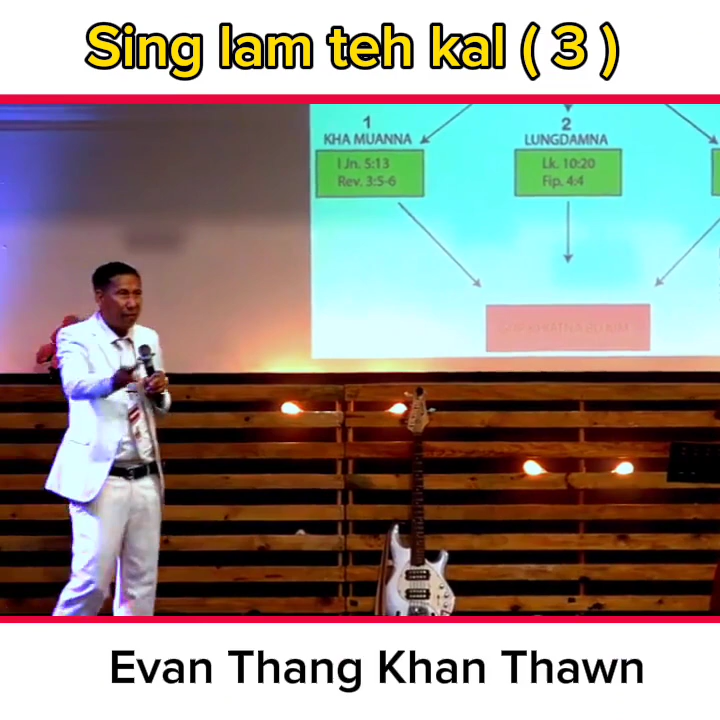 Sing lam teh kal ( 3 )
1
KHA MUANNA
I Jn. 5:13
Rev. 3:5-6
2
LUNGDAMNA
Lk. 10:20
Fip. 4:4
Evan Thang Khan Thawn